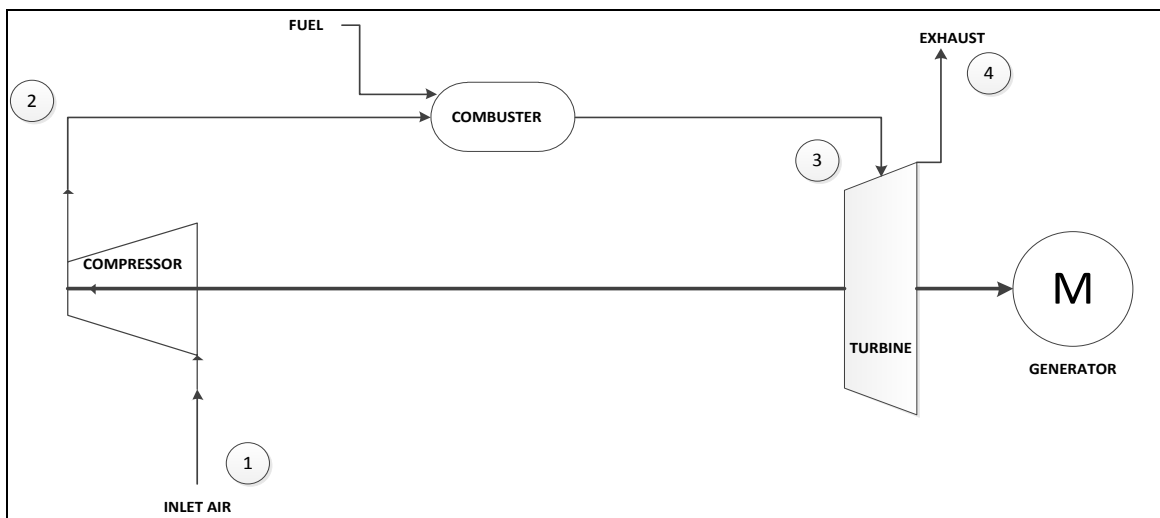 FUEL
EXHAUST
4
2
COMBUSTER
3
COMPRESSOR
M
TURBINE
GENERATOR
1
INLET AIR